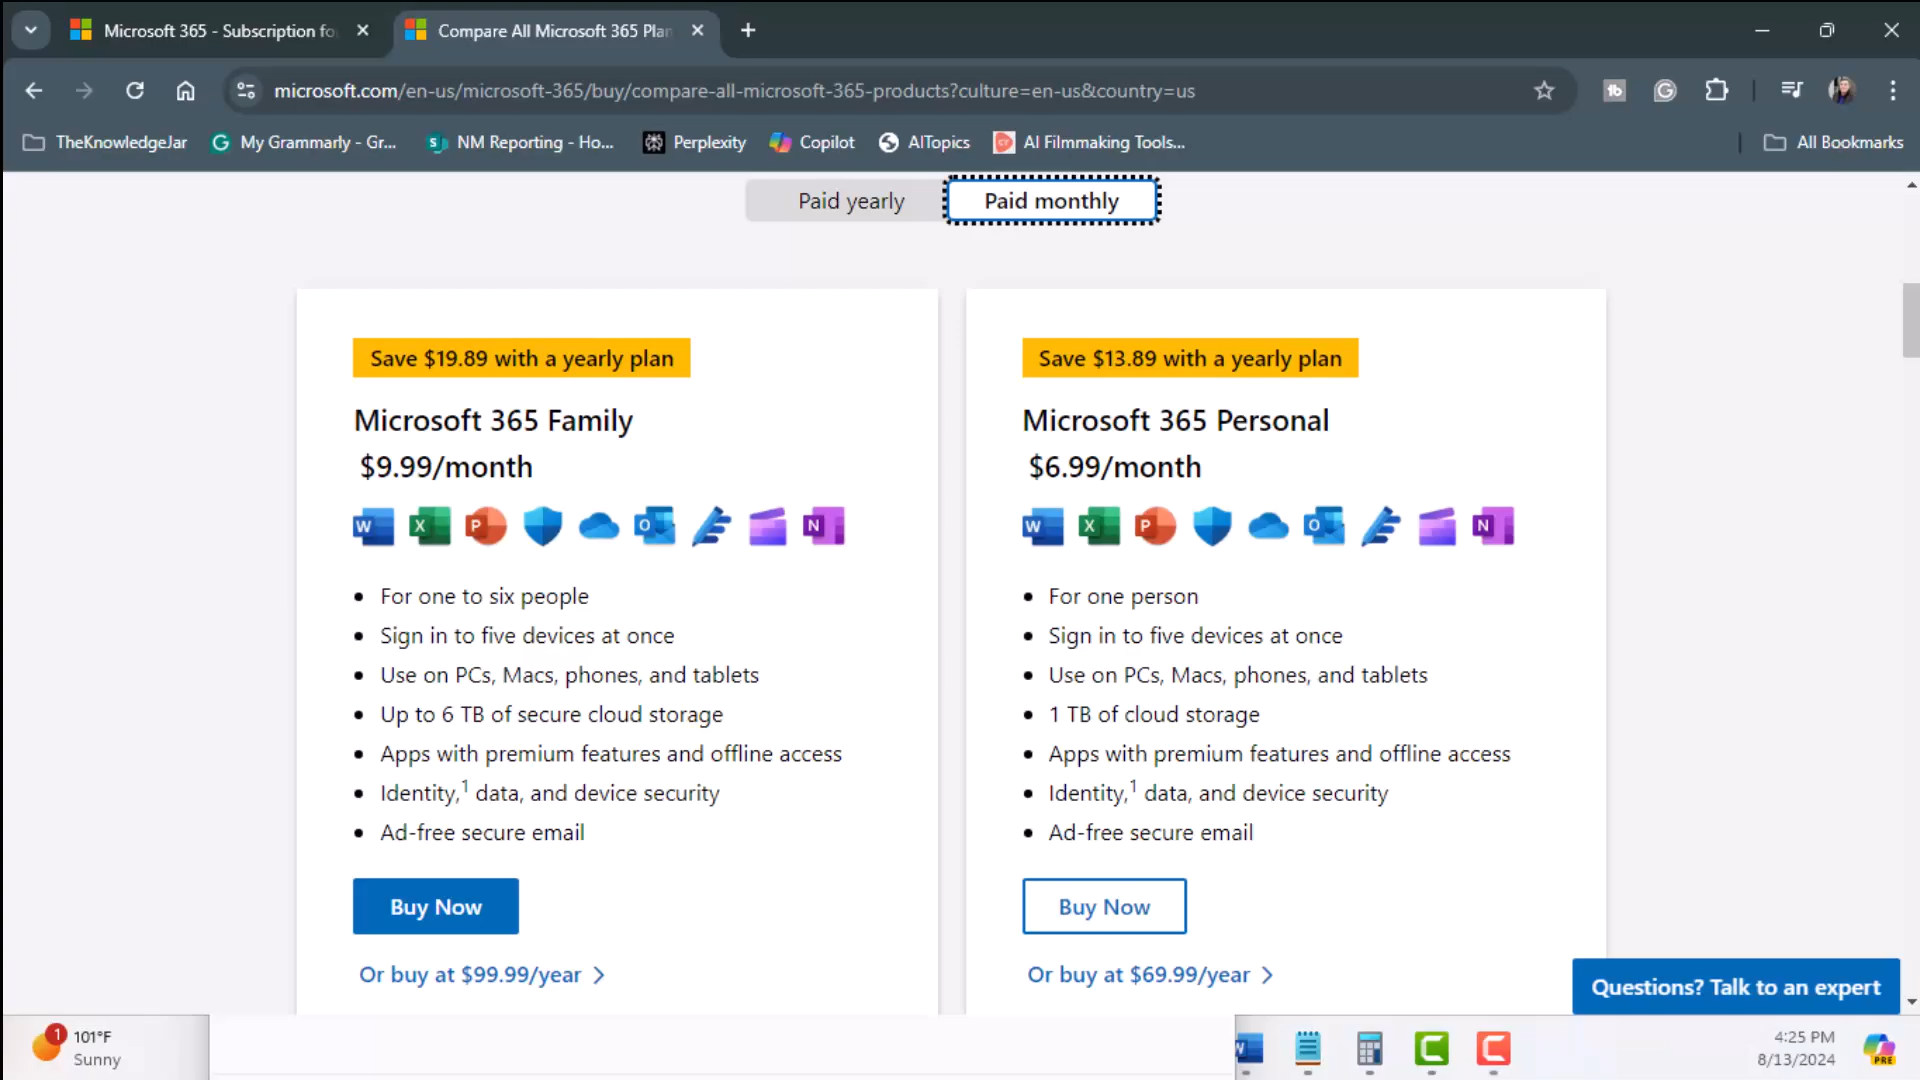 Microsoft 365 - Subscription fo
Compare All Microsoft 365 Plan
microsoft.com/en-us/microsoft-365/buy/compare-all-microsoft-365-products?culture=en-us&country=us
TheKnowledgeJar
My Grammarly - Gr...
NM Reporting - Ho...
Perplexity
Copilot
AITopics
AI Filmmaking Tools...
All Bookmarks
Paid yearly
Paid monthly
Save $19.89 with a yearly plan
Microsoft 365 Family
$9.99/month
For one to six people
Sign in to five devices at once
Use on PCs, Macs, phones, and tablets
Up to 6 TB of secure cloud storage
Apps with premium features and offline access
Identity,1 data, and device security
Ad-free secure email
Buy Now
Or buy at $99.99/year
Save $13.89 with a yearly plan
Microsoft 365 Personal
$6.99/month
For one person
Sign in to five devices at once
Use on PCs, Macs, phones, and tablets
1 TB of cloud storage
Apps with premium features and offline access
Identity,1 data, and device security
Ad-free secure email
Buy Now
Or buy at $69.99/year
Questions? Talk to an expert
1
101°F
Sunny
4:25 PM
8/13/2024
PRE